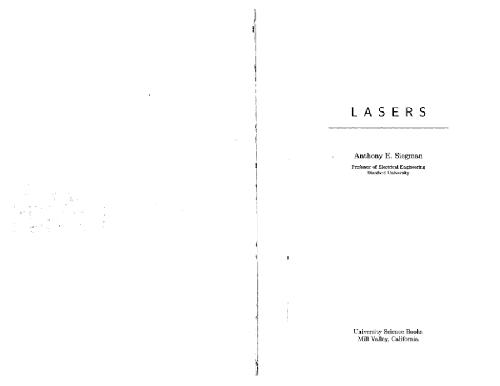 LASERS
Anthony E. Siegman
Professor of Electrical Engineering
Stanford University
University Science Books
Mill Valley, California